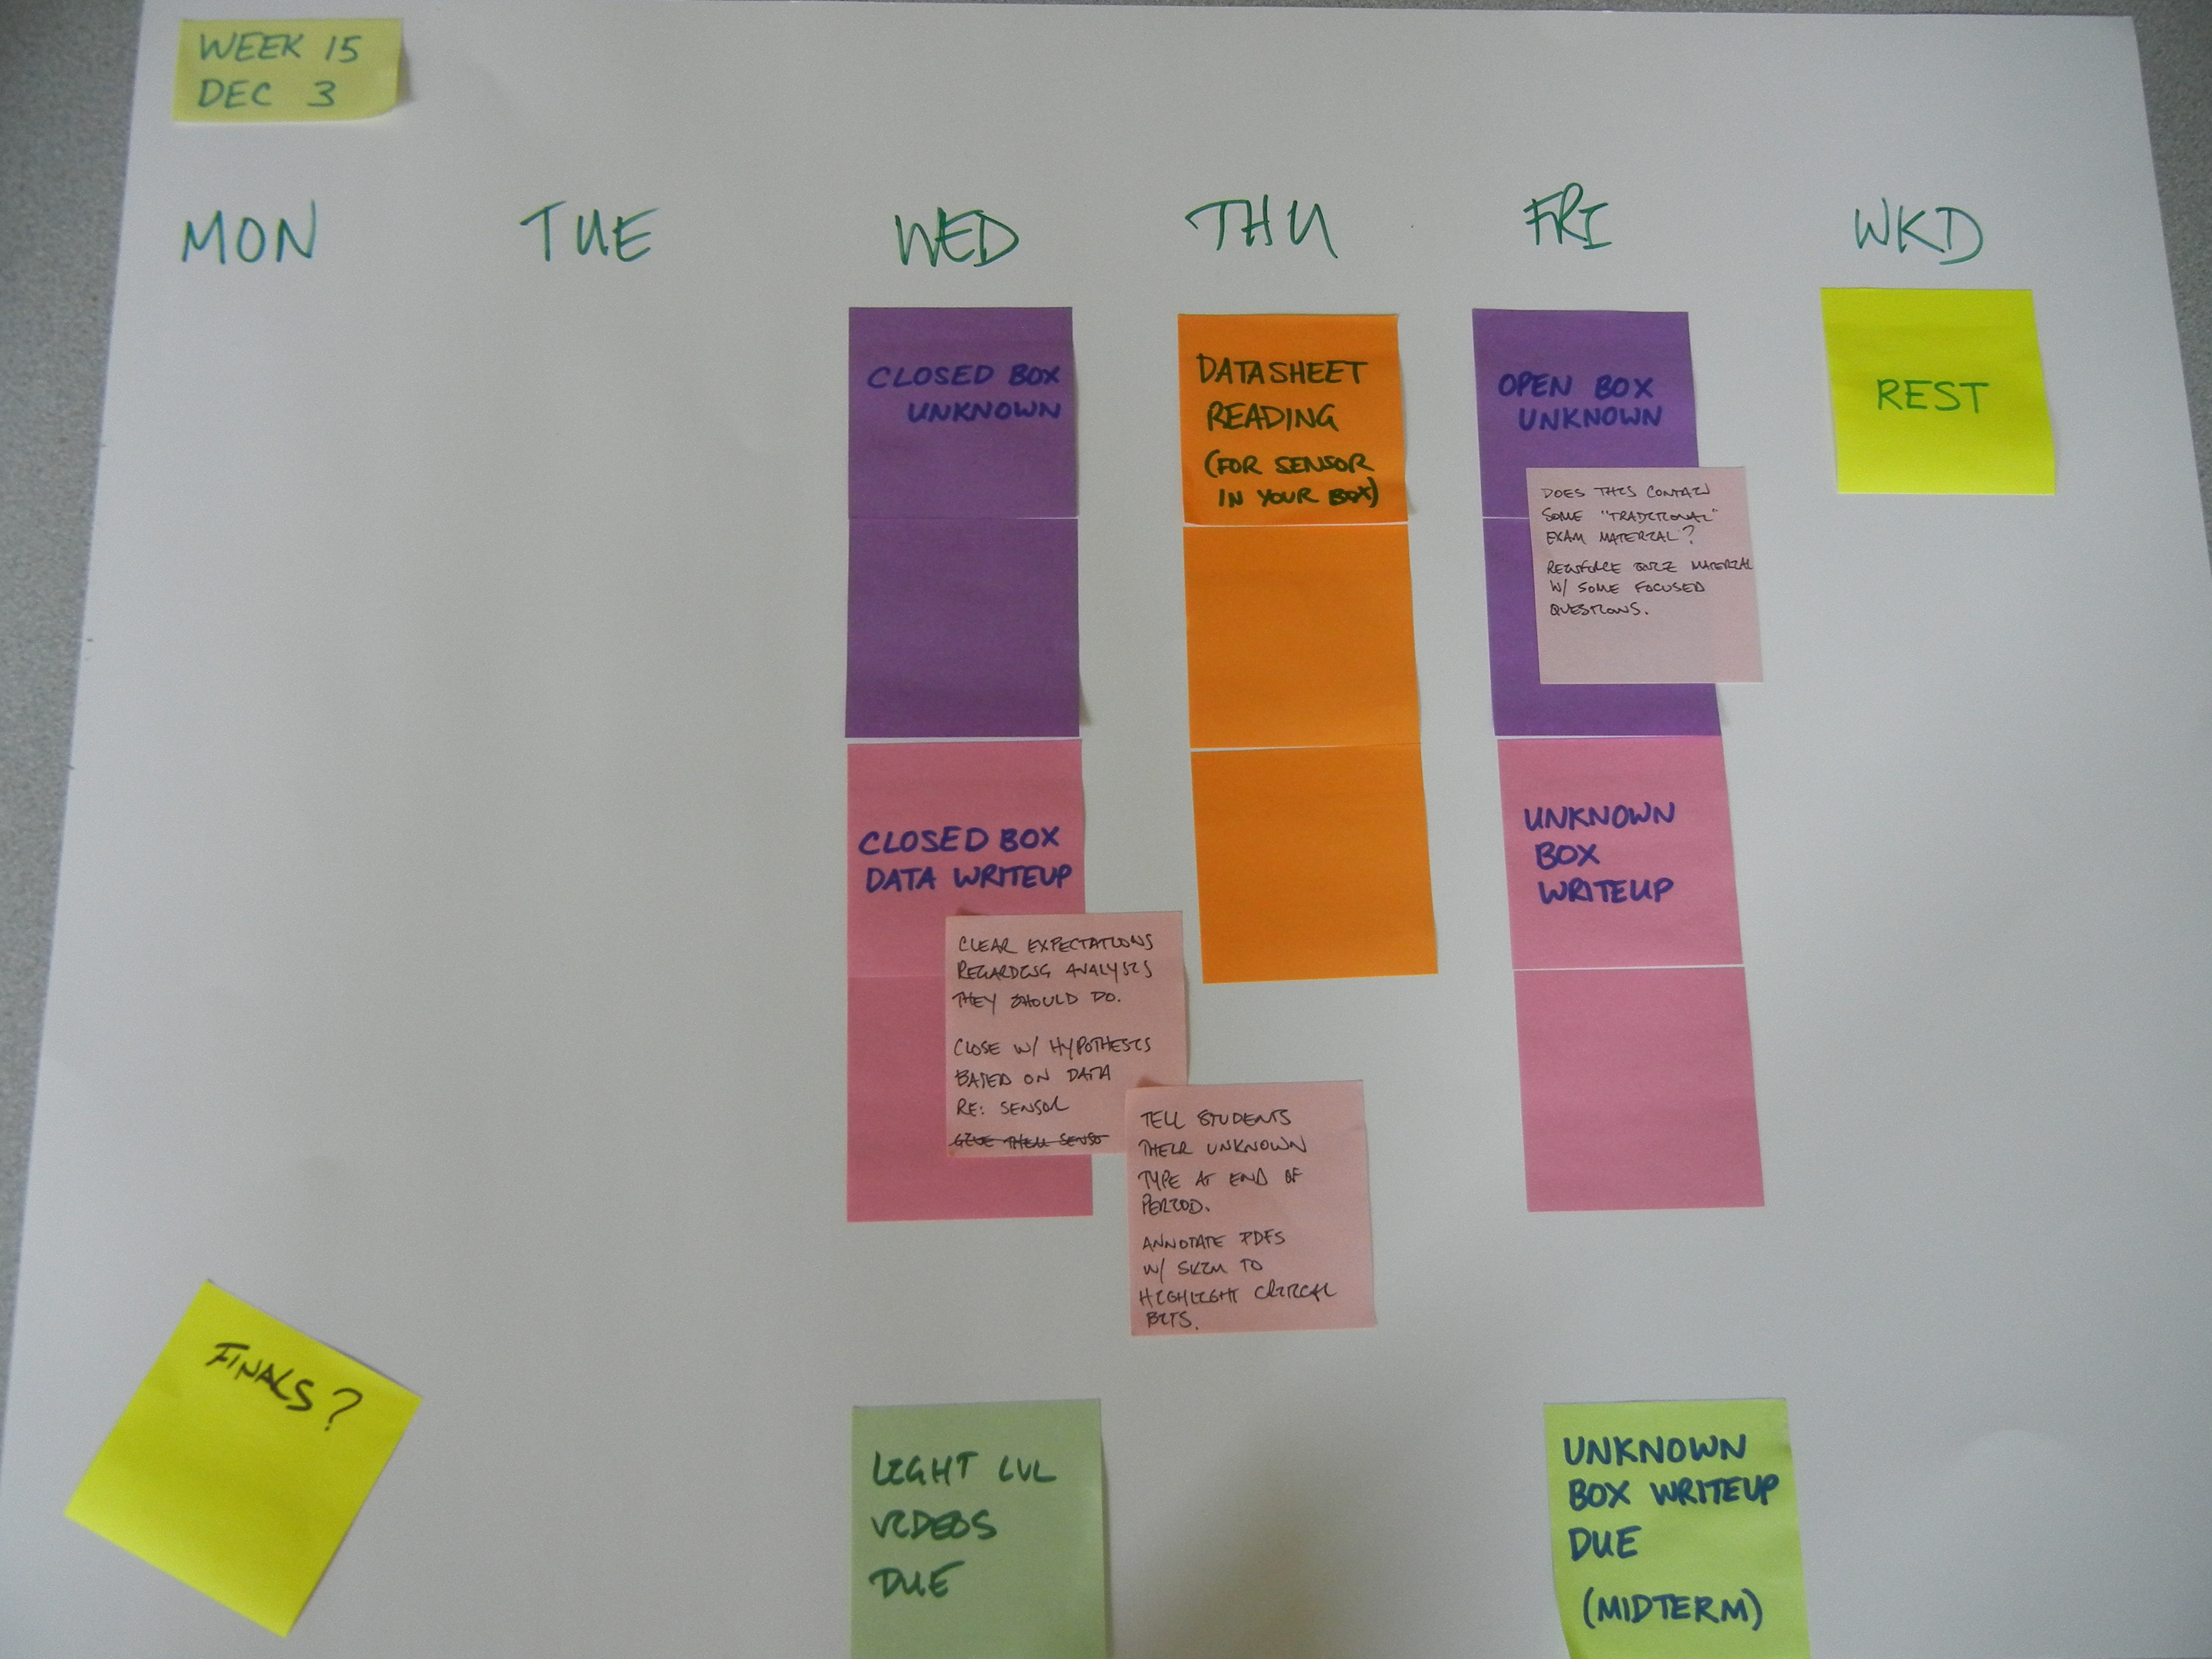 WEEK 15
DEC 3
MON
TUE
WED
THU
FRI
WKD
CLOSED BOX
UNKNOWN
CLOSED BOX
DATA WRITEUP
CLEAR EXPECTATIONS
REGARDING ANALYSIS
THEY SHOULD DO.
CLOSE W/ HYPOTHESIS
BASED ON DATA
RE: SENSOR
GIVE THEM SENSO
LIGHT LVL
VIDEOS
DUE
DATASHEET
READING
(FOR SENSOR
IN YOUR BOX)
TELL STUDENTS
THEIR UNKNOWN
TYPE AT END OF
PERIOD.
ANNOTATE PDFS
W/ SKIM TO
HIGHLIGHT CRITICAL
BITS.
OPEN BOX
UNKNOWN
DOES THIS CONTAIN
SOME "TRADITIONAL"
EXAM MATERIAL?
REINFORCE QUIZ MATERIAL
W/ SOME FOCUSED
QUESTIONS.
UNKNOWN
BOX
WRITEUP
UNKNOWN
BOX WRITEUP
DUE
(MIDTERM)
REST
FINALS?